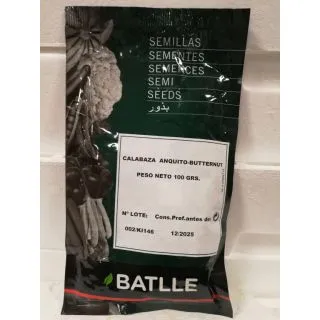 SEMILLAS
SEMENTES
SEMENCES
SEMI
SEEDS
بذور
CALABAZA ANQUITO-BUTTERNUT
PESO NETO 100 GRS.
Nº LOTE: Cons.Pref.antes de:
002/KI146 12/2025
BATLLE